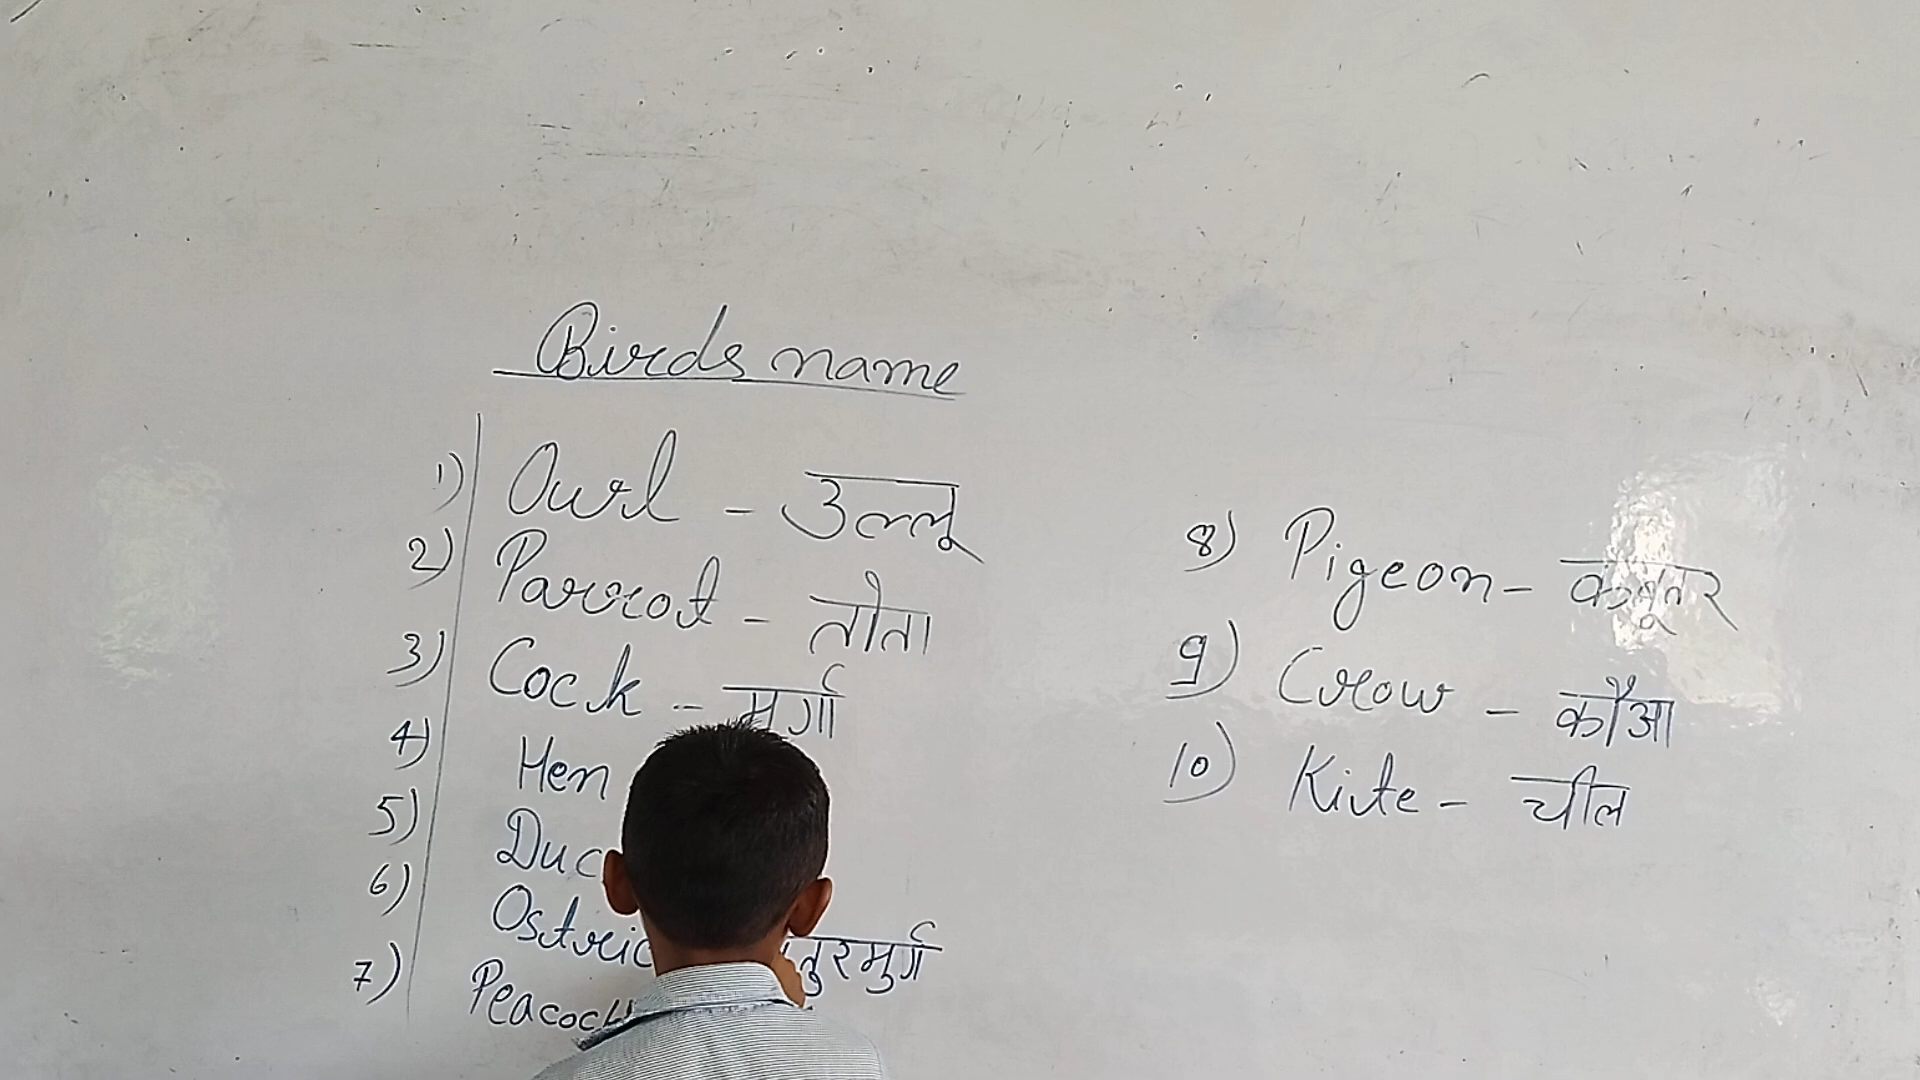 Birds name
1) Owl - उल्लू
2) Parrot - तोता
3) Cock - मुर्गा
4) Hen
5) Duc
6) Ostric तुरमुर्ग
7) Peacock
8) Pigeon - कबूतर
9) Crow - कौआ
10) Kite - चील